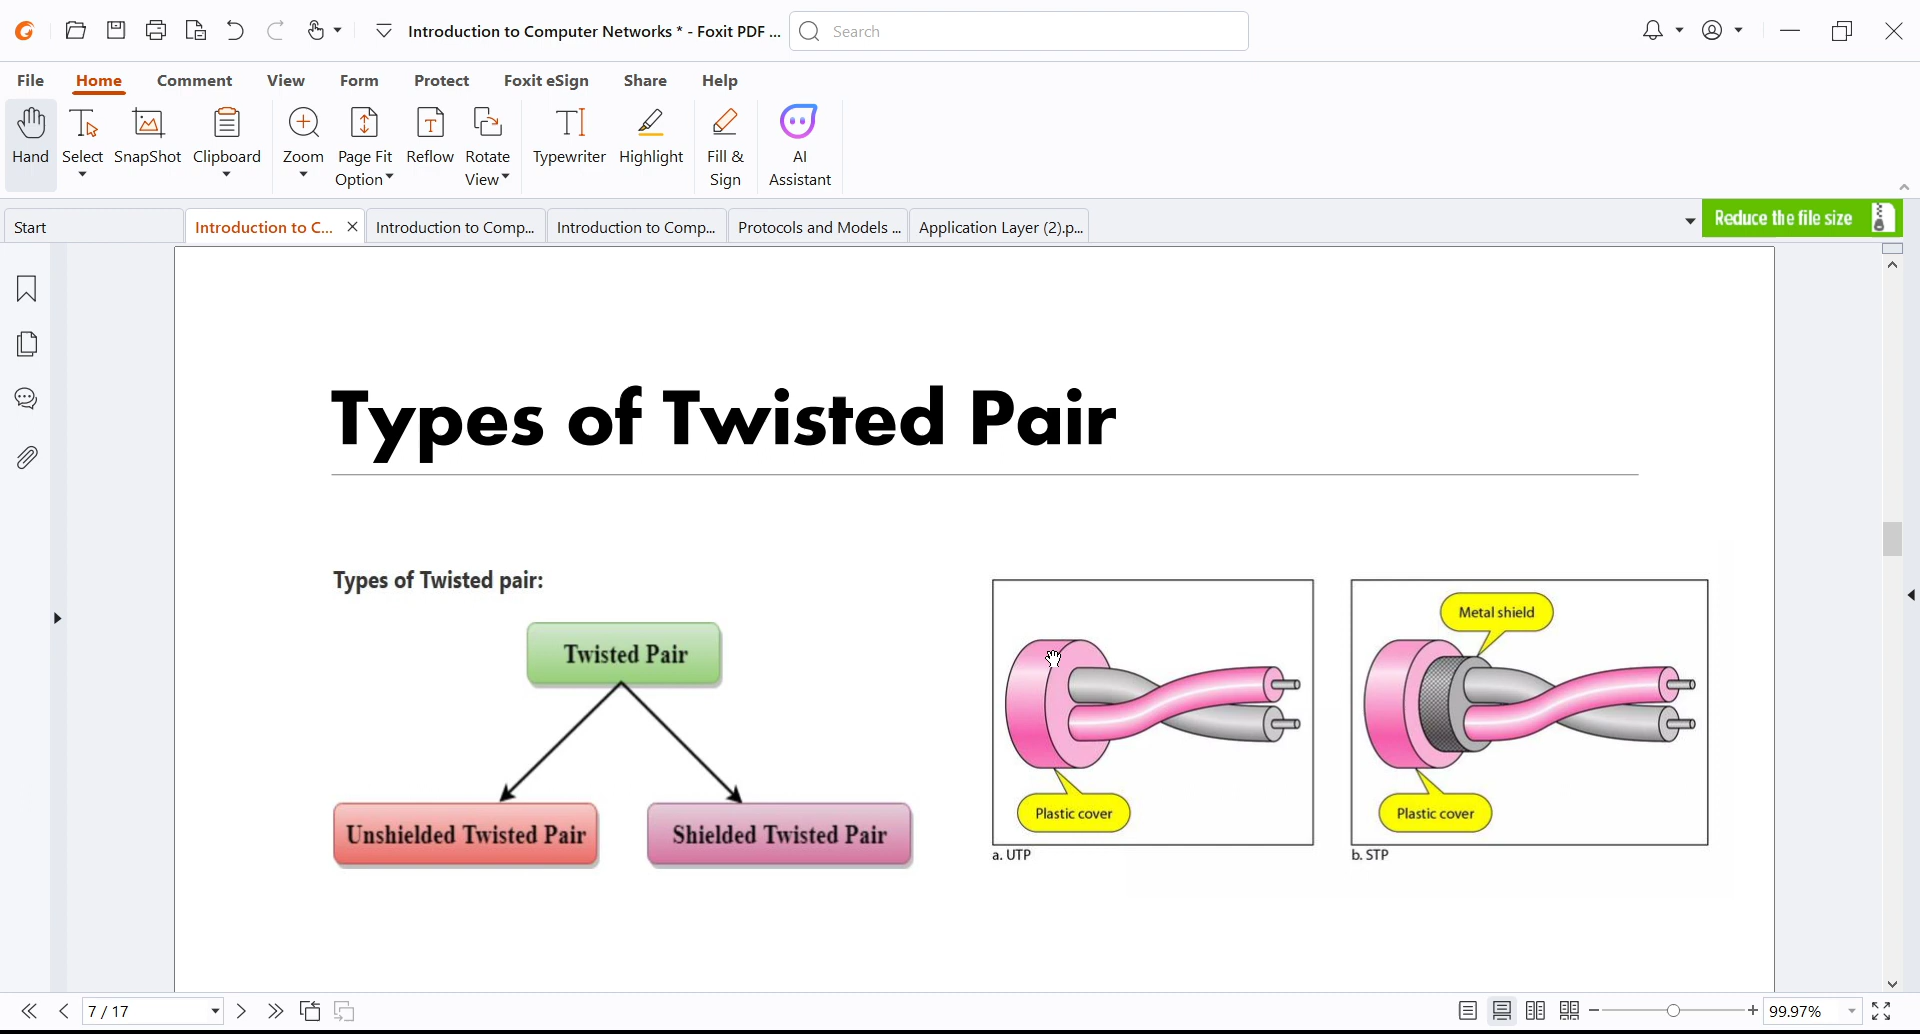 Introduction to Computer Networks * - Foxit PDF ...
Search
File Home Comment View Form Protect Foxit eSign Share Help
Hand Select SnapShot Clipboard Zoom Page Fit Option Reflow Rotate View Typewriter Highlight Fill & Sign AI Assistant
Start
Introduction to C...
Introduction to Comp...
Introduction to Comp...
Protocols and Models ...
Application Layer (2).p...
Reduce the file size
Types of Twisted Pair
Types of Twisted pair:
Twisted Pair
Unshielded Twisted Pair
Shielded Twisted Pair
Plastic cover
a. UTP
Metal shield
Plastic cover
b. STP
7 / 17
99.97%